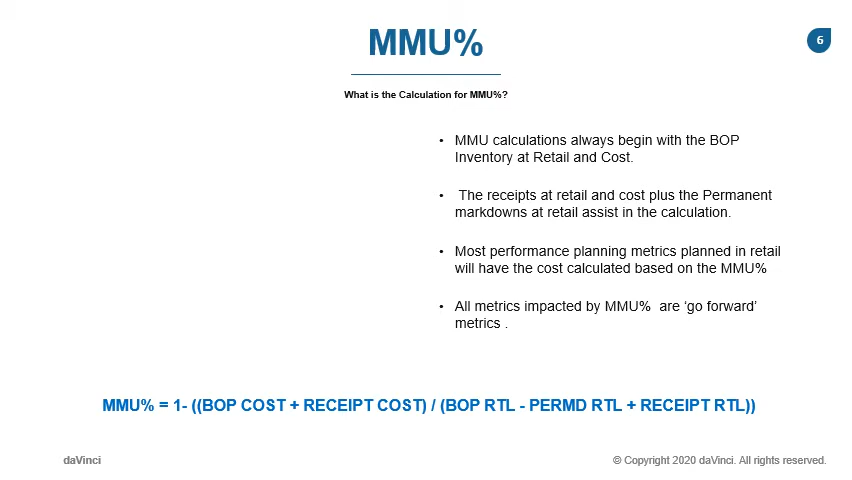 MMU%
6
What is the Calculation for MMU%?
• MMU calculations always begin with the BOP
Inventory at Retail and Cost.
• The receipts at retail and cost plus the Permanent
markdowns at retail assist in the calculation.
• Most performance planning metrics planned in retail
will have the cost calculated based on the MMU%
• All metrics impacted by MMU%  are ‘go forward’
metrics .
MMU% = 1- ((BOP COST + RECEIPT COST) / (BOP RTL - PERMD RTL + RECEIPT RTL))
daVinci
© Copyright 2020 daVinci. All rights reserved.